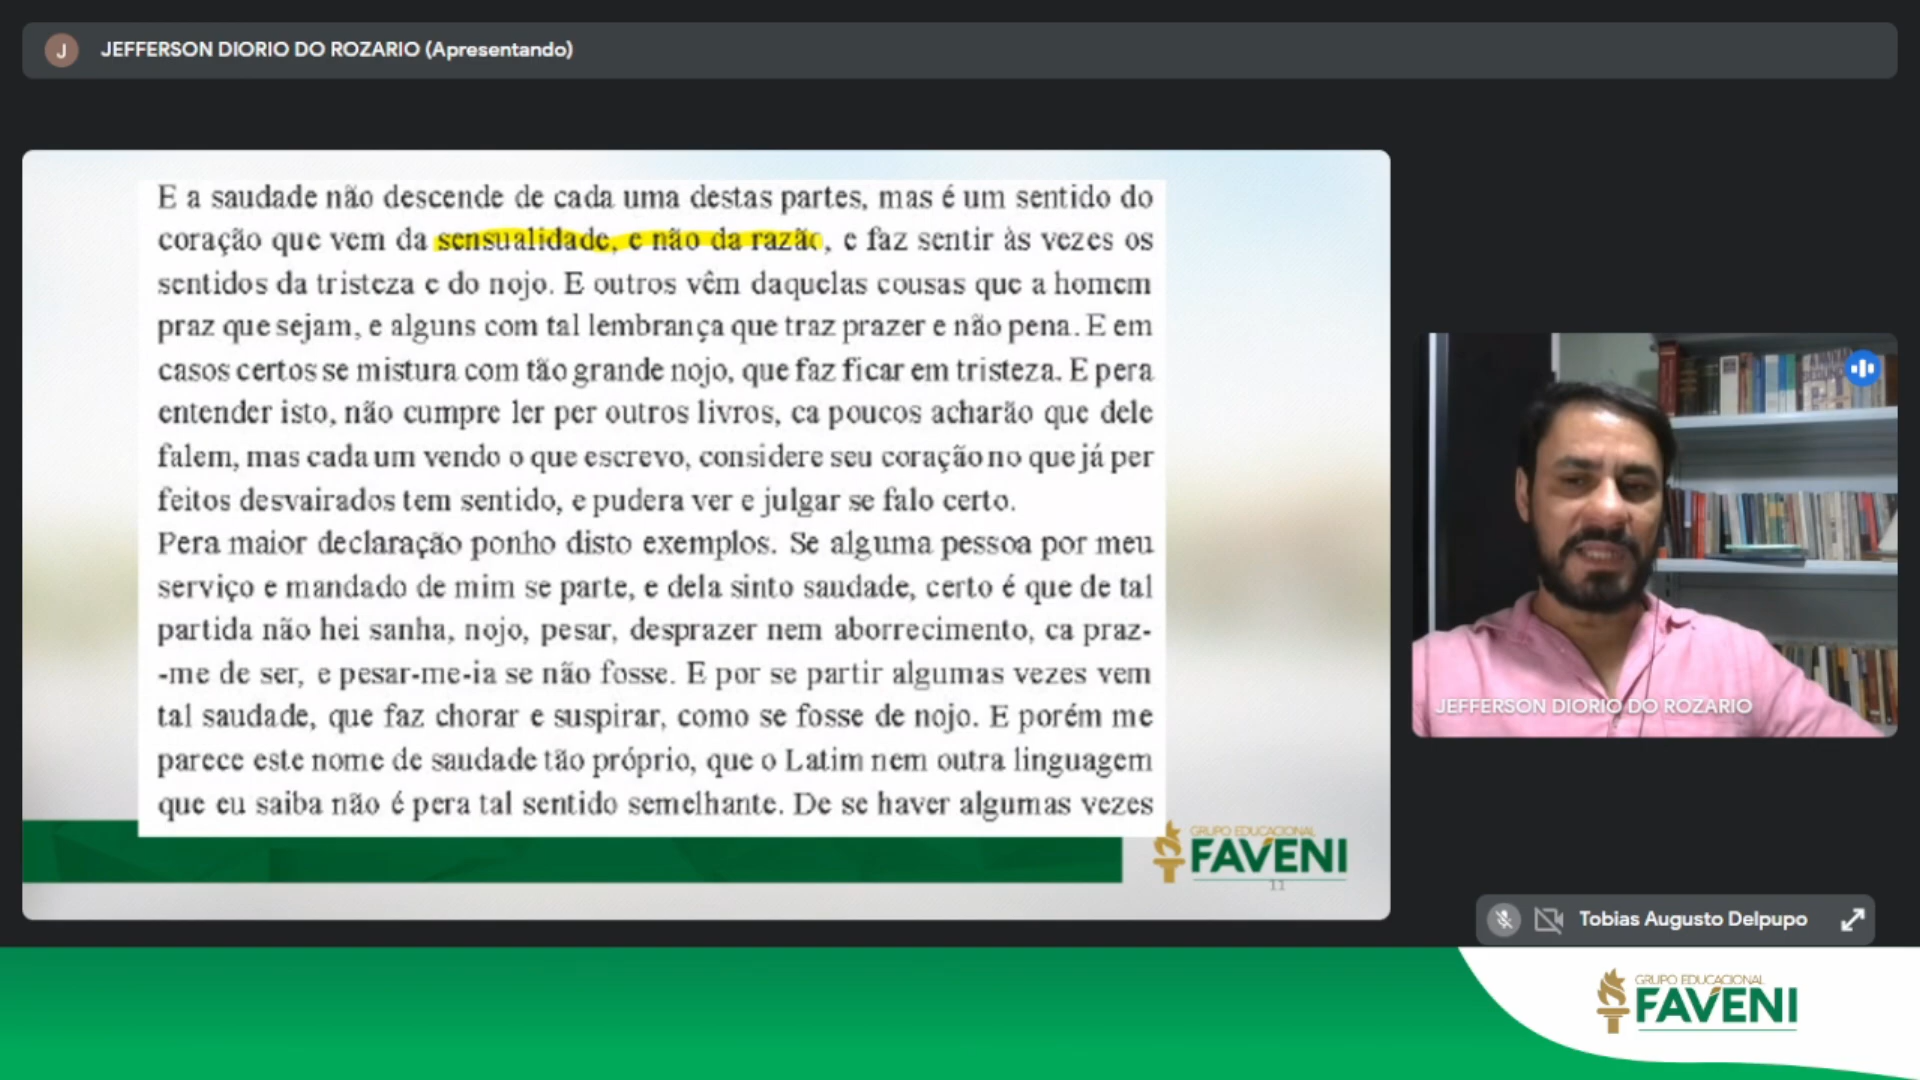 J
JEFFERSON DIORIO DO ROZARIO (Apresentando)
E a saudade não descende de cada uma destas partes, mas é um sentido do
coração que vem da sensualidade, e não da razão, e faz sentir às vezes os
sentidos da tristeza e do nojo. E outros vêm daquelas cousas que a homem
praz que sejam, e alguns com tal lembrança que traz prazer e não pena. E em
casos certos se mistura com tão grande nojo, que faz ficar em tristeza. E pera
entender isto, não cumpre ler per outros livros, ca poucos acharão que dele
falem, mas cada um vendo o que escrevo, considere seu coração no que já per
feitos desvairados tem sentido, e pudera ver e julgar se falo certo.
Pera maior declaração ponho disto exemplos. Se alguma pessoa por meu
serviço e mandado de mim se parte, e dela sinto saudade, certo é que de tal
partida não hei sanha, nojo, pesar, desprazer nem aborrecimento, ca praz-
-me de ser, e pesar-me-ia se não fosse. E por se partir algumas vezes vem
tal saudade, que faz chorar e suspirar, como se fosse de nojo. E porém me
parece este nome de saudade tão próprio, que o Latim nem outra linguagem
que eu saiba não é pera tal sentido semelhante. De se haver algumas vezes
GRUPO EDUCACIONAL
FAVENI
11
JEFFERSON DIORIO DO ROZARIO
Tobias Augusto Delpupo
GRUPO EDUCACIONAL
FAVENI